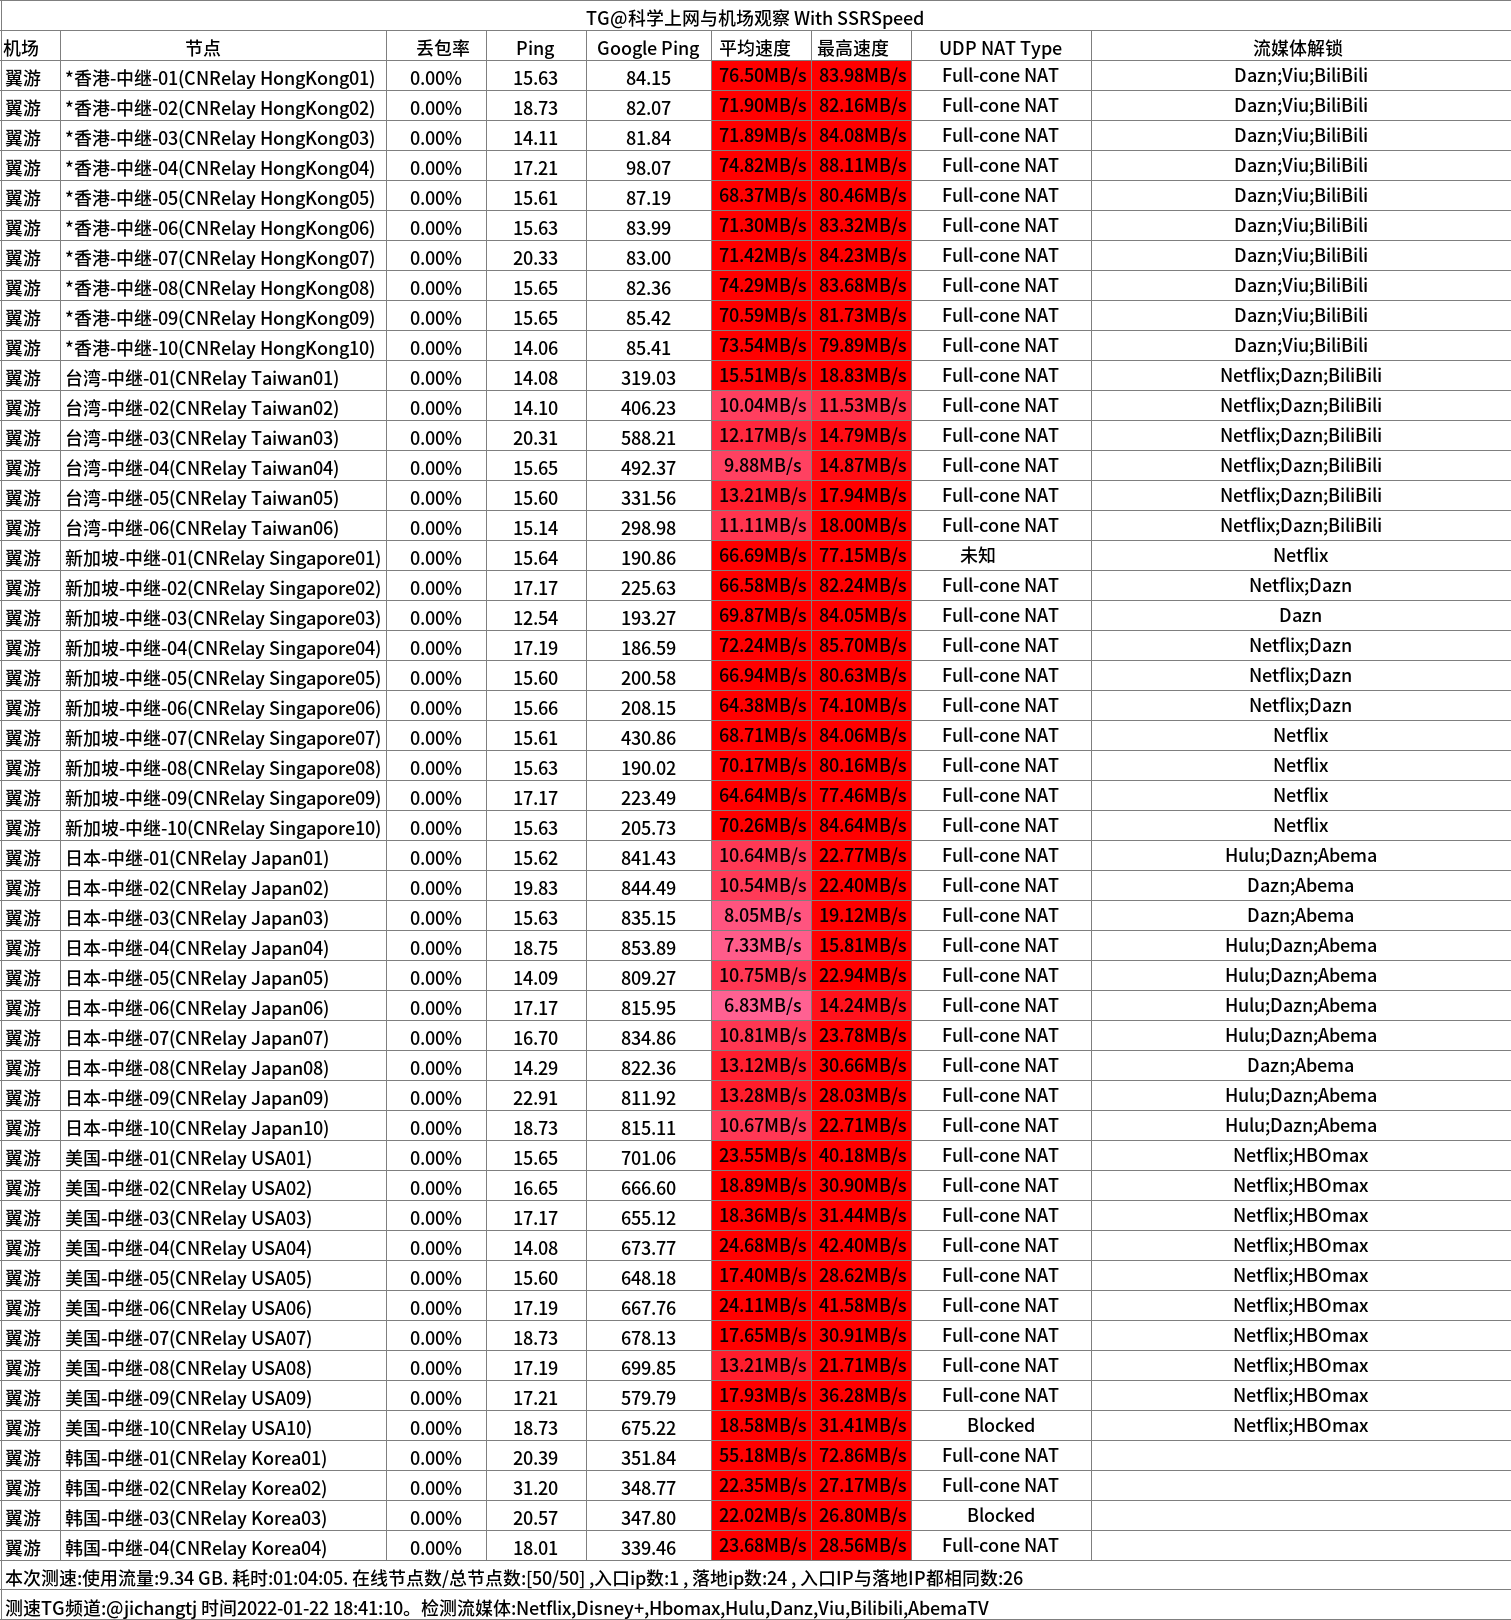 TG@科学上网与机场观察 With SSRSpeed
机场 节点 丢包率 Ping Google Ping 平均速度 最高速度 UDP NAT Type 流媒体解锁
翼游 *香港-中继-01(CNRelay HongKong01) 0.00% 15.63 84.15 76.50MB/s 83.98MB/s Full-cone NAT Dazn;Viu;BiliBili
翼游 *香港-中继-02(CNRelay HongKong02) 0.00% 18.73 82.07 71.90MB/s 82.16MB/s Full-cone NAT Dazn;Viu;BiliBili
翼游 *香港-中继-03(CNRelay HongKong03) 0.00% 14.11 81.84 71.89MB/s 84.08MB/s Full-cone NAT Dazn;Viu;BiliBili
翼游 *香港-中继-04(CNRelay HongKong04) 0.00% 17.21 98.07 74.82MB/s 88.11MB/s Full-cone NAT Dazn;Viu;BiliBili
翼游 *香港-中继-05(CNRelay HongKong05) 0.00% 15.61 87.19 68.37MB/s 80.46MB/s Full-cone NAT Dazn;Viu;BiliBili
翼游 *香港-中继-06(CNRelay HongKong06) 0.00% 15.63 83.99 71.30MB/s 83.32MB/s Full-cone NAT Dazn;Viu;BiliBili
翼游 *香港-中继-07(CNRelay HongKong07) 0.00% 20.33 83.00 71.42MB/s 84.23MB/s Full-cone NAT Dazn;Viu;BiliBili
翼游 *香港-中继-08(CNRelay HongKong08) 0.00% 15.65 82.36 74.29MB/s 83.68MB/s Full-cone NAT Dazn;Viu;BiliBili
翼游 *香港-中继-09(CNRelay HongKong09) 0.00% 15.65 85.42 70.59MB/s 81.73MB/s Full-cone NAT Dazn;Viu;BiliBili
翼游 *香港-中继-10(CNRelay HongKong10) 0.00% 14.06 85.41 73.54MB/s 79.89MB/s Full-cone NAT Dazn;Viu;BiliBili
翼游 台湾-中继-01(CNRelay Taiwan01) 0.00% 14.08 319.03 15.51MB/s 18.83MB/s Full-cone NAT Netflix;Dazn;BiliBili
翼游 台湾-中继-02(CNRelay Taiwan02) 0.00% 14.10 406.23 10.04MB/s 11.53MB/s Full-cone NAT Netflix;Dazn;BiliBili
翼游 台湾-中继-03(CNRelay Taiwan03) 0.00% 20.31 588.21 12.17MB/s 14.79MB/s Full-cone NAT Netflix;Dazn;BiliBili
翼游 台湾-中继-04(CNRelay Taiwan04) 0.00% 15.65 492.37 9.88MB/s 14.87MB/s Full-cone NAT Netflix;Dazn;BiliBili
翼游 台湾-中继-05(CNRelay Taiwan05) 0.00% 15.60 331.56 13.21MB/s 17.94MB/s Full-cone NAT Netflix;Dazn;BiliBili
翼游 台湾-中继-06(CNRelay Taiwan06) 0.00% 15.14 298.98 11.11MB/s 18.00MB/s Full-cone NAT Netflix;Dazn;BiliBili
翼游 新加坡-中继-01(CNRelay Singapore01) 0.00% 15.64 190.86 66.69MB/s 77.15MB/s 未知 Netflix
翼游 新加坡-中继-02(CNRelay Singapore02) 0.00% 17.17 225.63 66.58MB/s 82.24MB/s Full-cone NAT Netflix;Dazn
翼游 新加坡-中继-03(CNRelay Singapore03) 0.00% 12.54 193.27 69.87MB/s 84.05MB/s Full-cone NAT Dazn
翼游 新加坡-中继-04(CNRelay Singapore04) 0.00% 17.19 186.59 72.24MB/s 85.70MB/s Full-cone NAT Netflix;Dazn
翼游 新加坡-中继-05(CNRelay Singapore05) 0.00% 15.60 200.58 66.94MB/s 80.63MB/s Full-cone NAT Netflix;Dazn
翼游 新加坡-中继-06(CNRelay Singapore06) 0.00% 15.66 208.15 64.38MB/s 74.10MB/s Full-cone NAT Netflix;Dazn
翼游 新加坡-中继-07(CNRelay Singapore07) 0.00% 15.61 430.86 68.71MB/s 84.06MB/s Full-cone NAT Netflix
翼游 新加坡-中继-08(CNRelay Singapore08) 0.00% 15.63 190.02 70.17MB/s 80.16MB/s Full-cone NAT Netflix
翼游 新加坡-中继-09(CNRelay Singapore09) 0.00% 17.17 223.49 64.64MB/s 77.46MB/s Full-cone NAT Netflix
翼游 新加坡-中继-10(CNRelay Singapore10) 0.00% 15.63 205.73 70.26MB/s 84.64MB/s Full-cone NAT Netflix
翼游 日本-中继-01(CNRelay Japan01) 0.00% 15.62 841.43 10.64MB/s 22.77MB/s Full-cone NAT Hulu;Dazn;Abema
翼游 日本-中继-02(CNRelay Japan02) 0.00% 19.83 844.49 10.54MB/s 22.40MB/s Full-cone NAT Dazn;Abema
翼游 日本-中继-03(CNRelay Japan03) 0.00% 15.63 835.15 8.05MB/s 19.12MB/s Full-cone NAT Dazn;Abema
翼游 日本-中继-04(CNRelay Japan04) 0.00% 18.75 853.89 7.33MB/s 15.81MB/s Full-cone NAT Hulu;Dazn;Abema
翼游 日本-中继-05(CNRelay Japan05) 0.00% 14.09 809.27 10.75MB/s 22.94MB/s Full-cone NAT Hulu;Dazn;Abema
翼游 日本-中继-06(CNRelay Japan06) 0.00% 17.17 815.95 6.83MB/s 14.24MB/s Full-cone NAT Hulu;Dazn;Abema
翼游 日本-中继-07(CNRelay Japan07) 0.00% 16.70 834.86 10.81MB/s 23.78MB/s Full-cone NAT Hulu;Dazn;Abema
翼游 日本-中继-08(CNRelay Japan08) 0.00% 14.29 822.36 13.12MB/s 30.66MB/s Full-cone NAT Dazn;Abema
翼游 日本-中继-09(CNRelay Japan09) 0.00% 22.91 811.92 13.28MB/s 28.03MB/s Full-cone NAT Hulu;Dazn;Abema
翼游 日本-中继-10(CNRelay Japan10) 0.00% 18.73 815.11 10.67MB/s 22.71MB/s Full-cone NAT Hulu;Dazn;Abema
翼游 美国-中继-01(CNRelay USA01) 0.00% 15.65 701.06 23.55MB/s 40.18MB/s Full-cone NAT Netflix;HBOmax
翼游 美国-中继-02(CNRelay USA02) 0.00% 16.65 666.60 18.89MB/s 30.90MB/s Full-cone NAT Netflix;HBOmax
翼游 美国-中继-03(CNRelay USA03) 0.00% 17.17 655.12 18.36MB/s 31.44MB/s Full-cone NAT Netflix;HBOmax
翼游 美国-中继-04(CNRelay USA04) 0.00% 14.08 673.77 24.68MB/s 42.40MB/s Full-cone NAT Netflix;HBOmax
翼游 美国-中继-05(CNRelay USA05) 0.00% 15.60 648.18 17.40MB/s 28.62MB/s Full-cone NAT Netflix;HBOmax
翼游 美国-中继-06(CNRelay USA06) 0.00% 17.19 667.76 24.11MB/s 41.58MB/s Full-cone NAT Netflix;HBOmax
翼游 美国-中继-07(CNRelay USA07) 0.00% 18.73 678.13 17.65MB/s 30.91MB/s Full-cone NAT Netflix;HBOmax
翼游 美国-中继-08(CNRelay USA08) 0.00% 17.19 699.85 13.21MB/s 21.71MB/s Full-cone NAT Netflix;HBOmax
翼游 美国-中继-09(CNRelay USA09) 0.00% 17.21 579.79 17.93MB/s 36.28MB/s Full-cone NAT Netflix;HBOmax
翼游 美国-中继-10(CNRelay USA10) 0.00% 18.73 675.22 18.58MB/s 31.41MB/s Blocked Netflix;HBOmax
翼游 韩国-中继-01(CNRelay Korea01) 0.00% 20.39 351.84 55.18MB/s 72.86MB/s Full-cone NAT
翼游 韩国-中继-02(CNRelay Korea02) 0.00% 31.20 348.77 22.35MB/s 27.17MB/s Full-cone NAT
翼游 韩国-中继-03(CNRelay Korea03) 0.00% 20.57 347.80 22.02MB/s 26.80MB/s Blocked
翼游 韩国-中继-04(CNRelay Korea04) 0.00% 18.01 339.46 23.68MB/s 28.56MB/s Full-cone NAT
本次测速:使用流量:9.34 GB. 耗时:01:04:05. 在线节点数/总节点数:[50/50] ,入口ip数:1 , 落地ip数:24 , 入口IP与落地IP都相同数:26
测速TG频道:@jichangtj 时间2022-01-22 18:41:10。检测流媒体:Netflix,Disney+,Hbomax,Hulu,Danz,Viu,Bilibili,AbemaTV